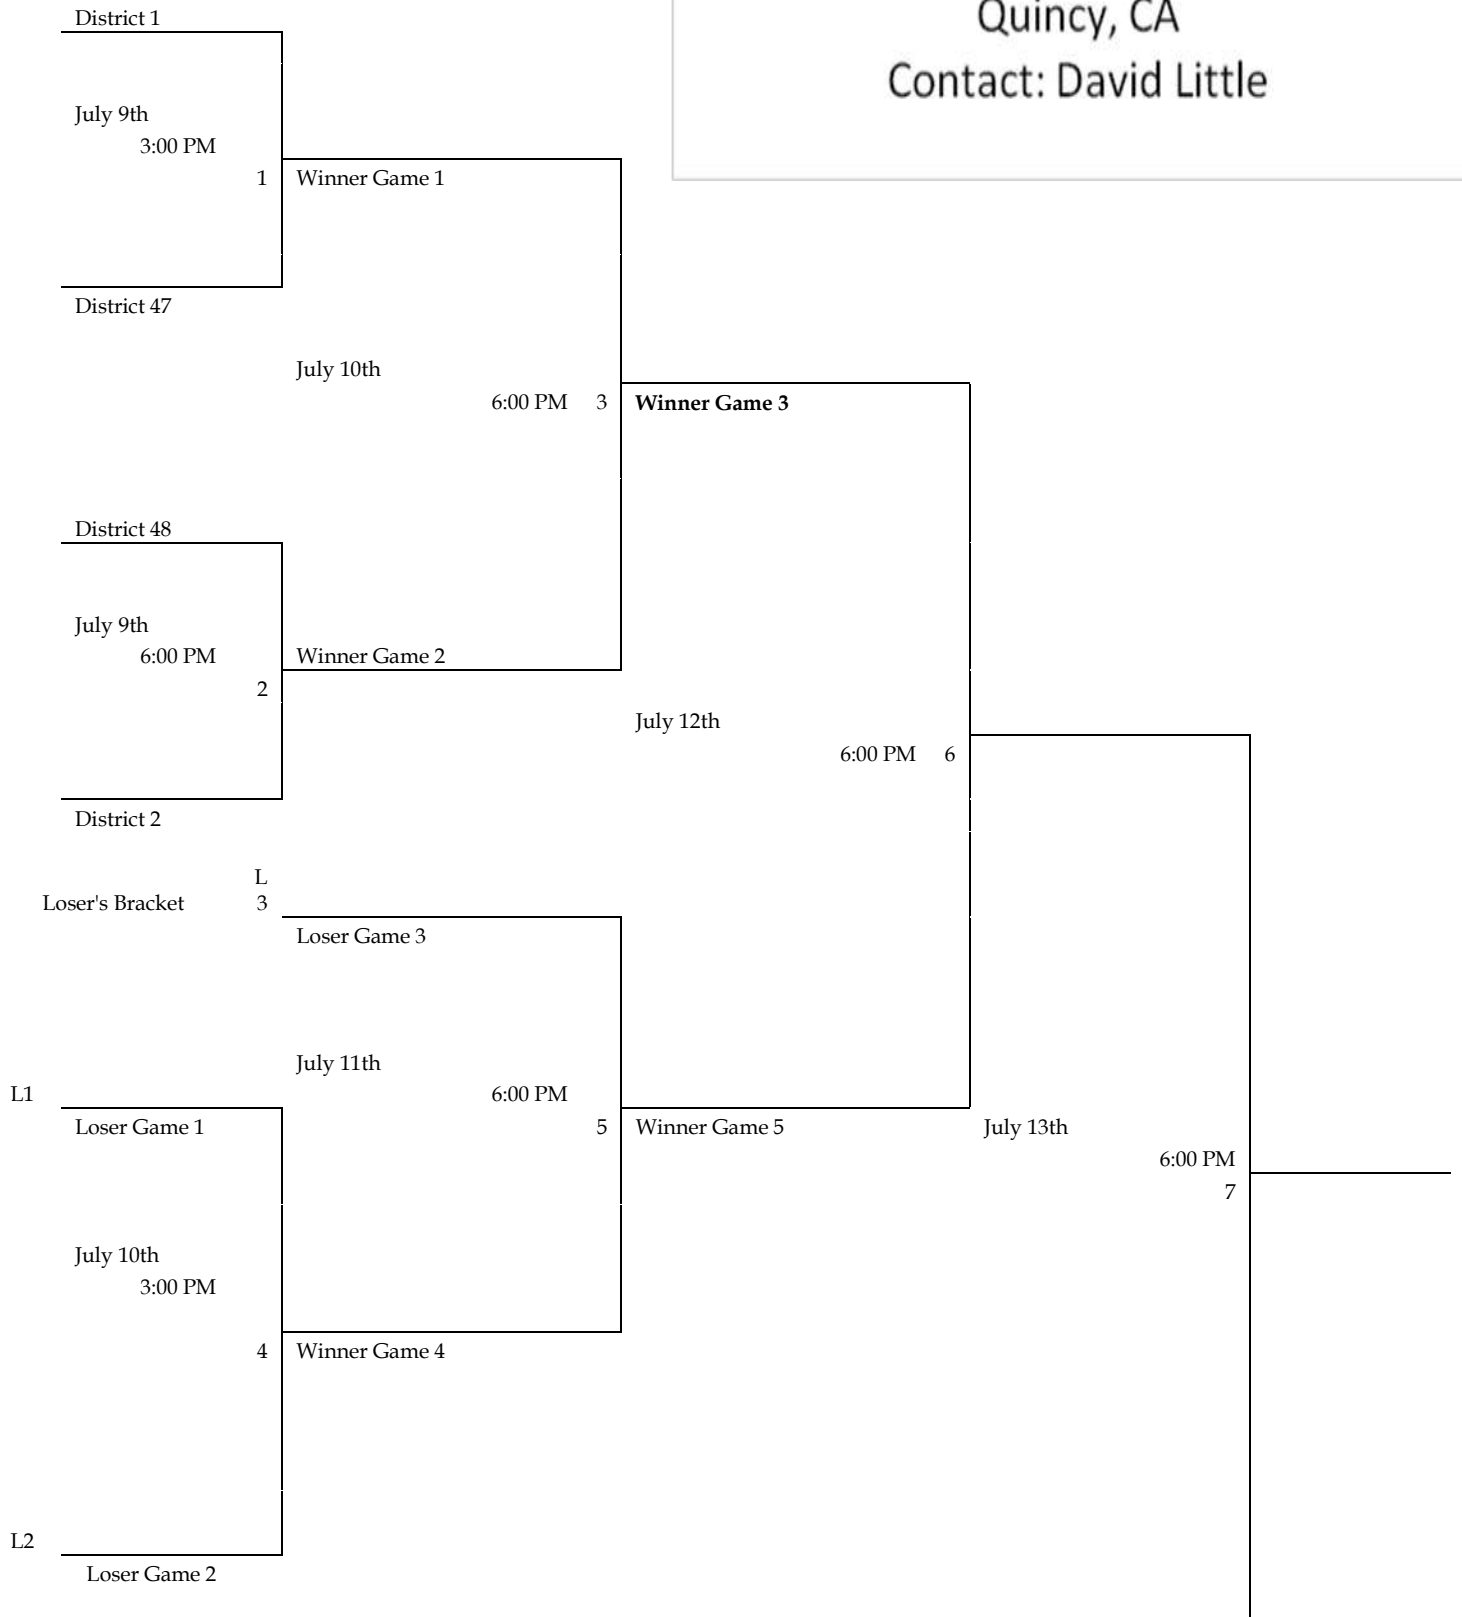 District 1
Quincy, CA
Contact: David Little
July 9th
3:00 PM
1 Winner Game 1
District 47
July 10th
6:00 PM 3 Winner Game 3
District 48
July 9th
6:00 PM Winner Game 2
2
July 12th
6:00 PM 6
District 2
L
Loser's Bracket 3
Loser Game 3
July 11th
L1 6:00 PM
Loser Game 1 5 Winner Game 5 July 13th
6:00 PM
7
July 10th
3:00 PM
4 Winner Game 4
L2
Loser Game 2